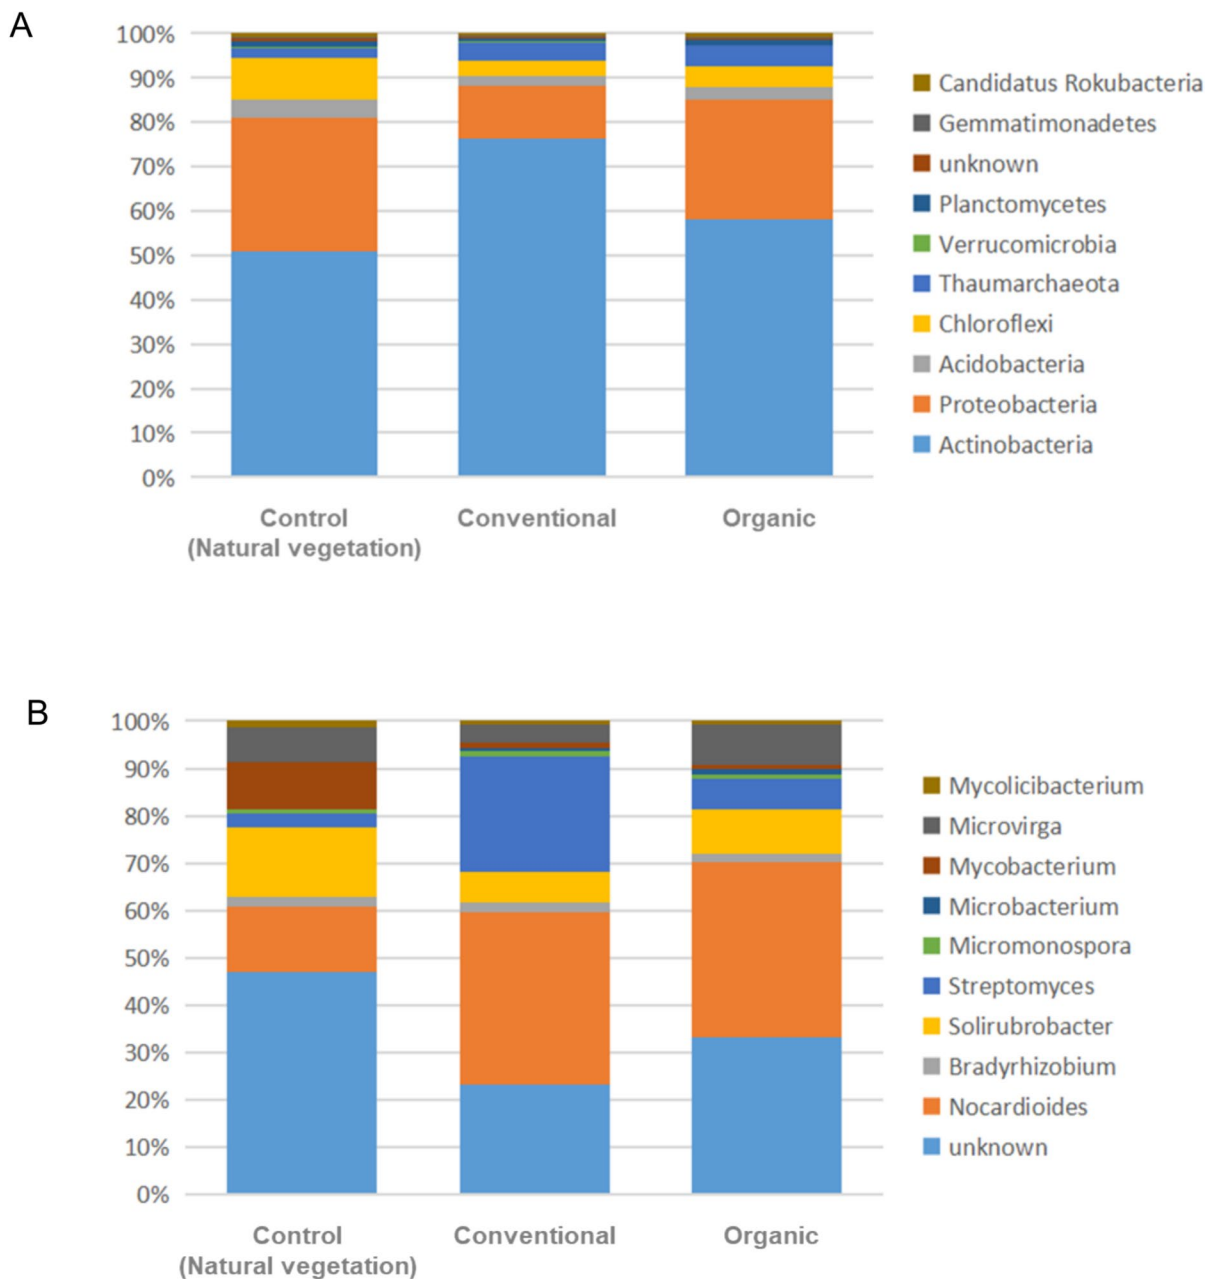 A
100%
90%
80%
70%
60%
50%
40%
30%
20%
10%
0%
Control
(Natural vegetation)
Conventional
Organic
Candidatus Rokubacteria
Gemmatimonadetes
unknown
Planctomycetes
Verrucomicrobia
Thaumarchaeota
Chloroflexi
Acidobacteria
Proteobacteria
Actinobacteria
B
100%
90%
80%
70%
60%
50%
40%
30%
20%
10%
0%
Control
(Natural vegetation)
Conventional
Organic
Mycolicibacterium
Microvirga
Mycobacterium
Microbacterium
Micromonospora
Streptomyces
Solirubrobacter
Bradyrhizobium
Nocardioides
unknown